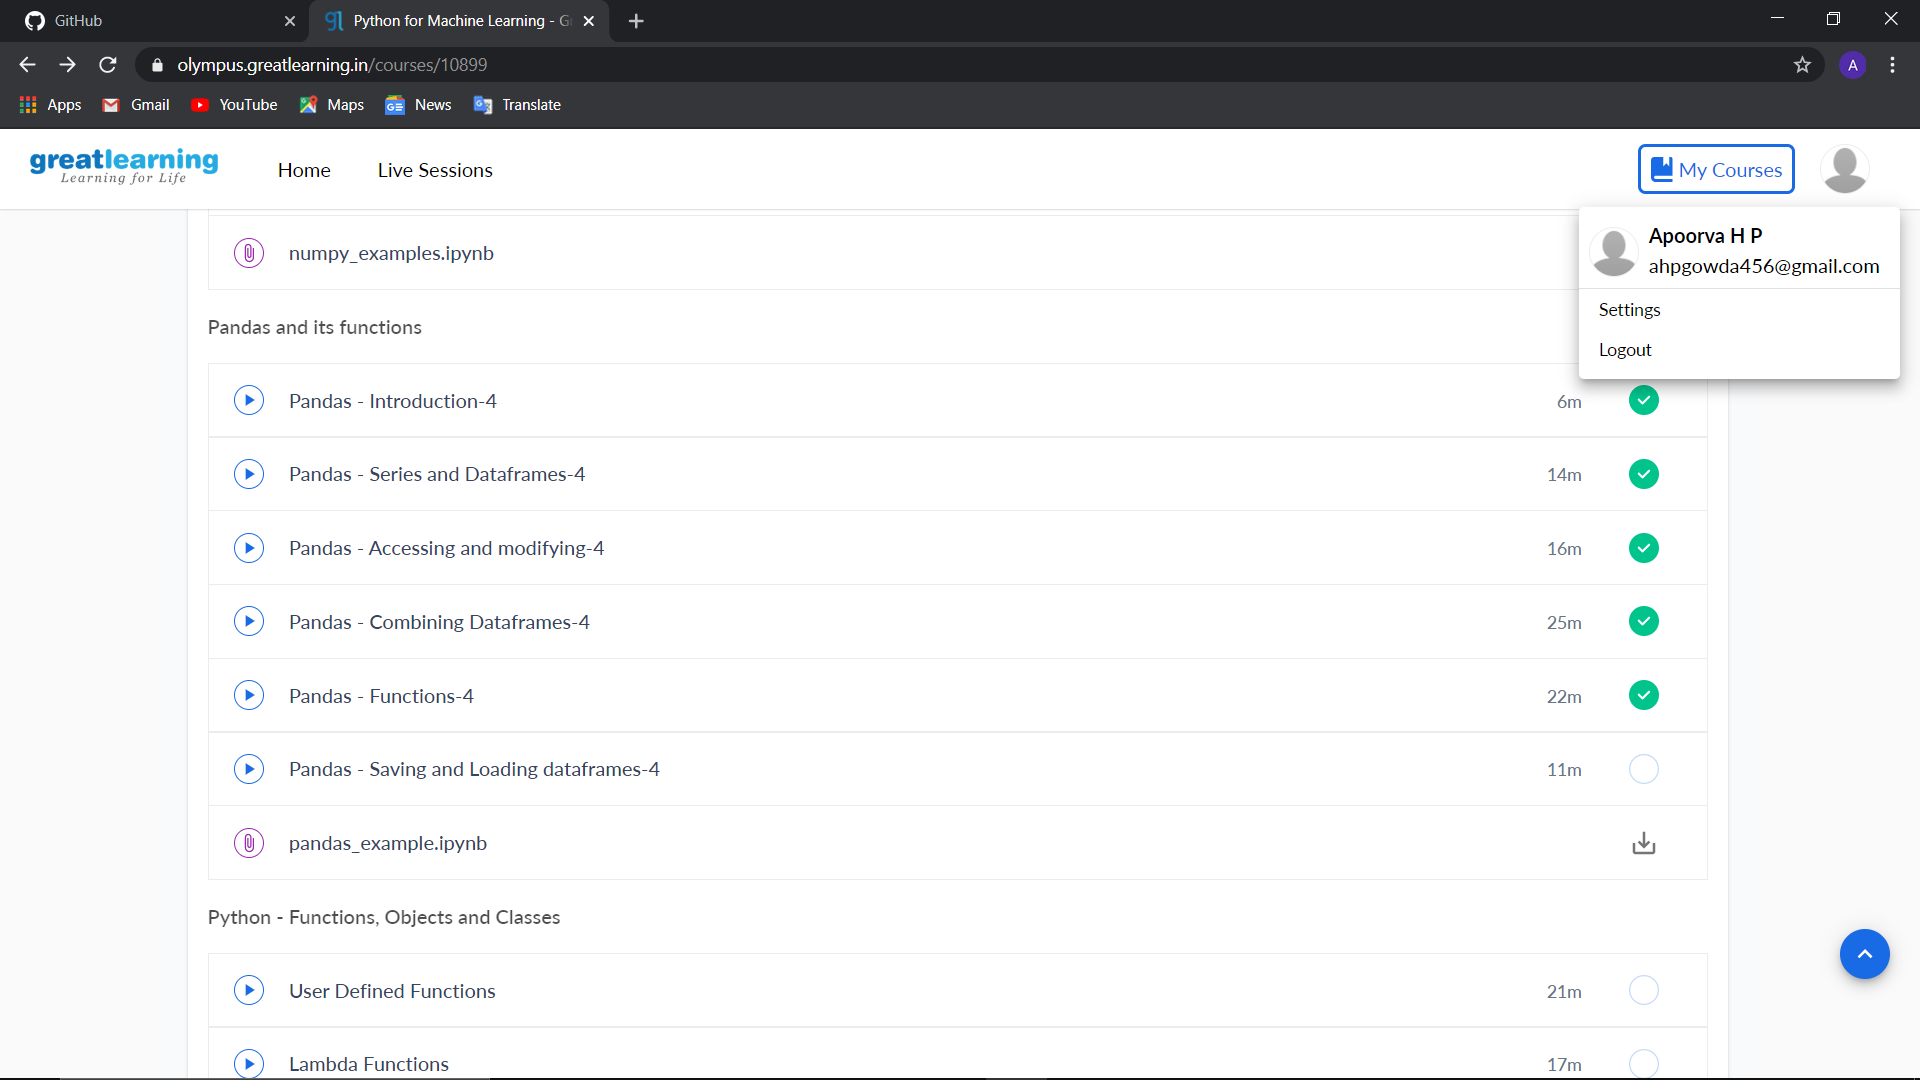 GitHub
Python for Machine Learning - G
olympus.greatlearning.in/courses/10899
A
Apps Gmail YouTube Maps News Translate
greatlearning
Learning for Life
Home Live Sessions My Courses
Apoorva H P
ahpgowda456@gmail.com
Settings
Logout
numpy_examples.ipynb
Pandas and its functions
Pandas - Introduction-4 6m
Pandas - Series and Dataframes-4 14m
Pandas - Accessing and modifying-4 16m
Pandas - Combining Dataframes-4 25m
Pandas - Functions-4 22m
Pandas - Saving and Loading dataframes-4 11m
pandas_example.ipynb
Python - Functions, Objects and Classes
User Defined Functions 21m
Lambda Functions 17m